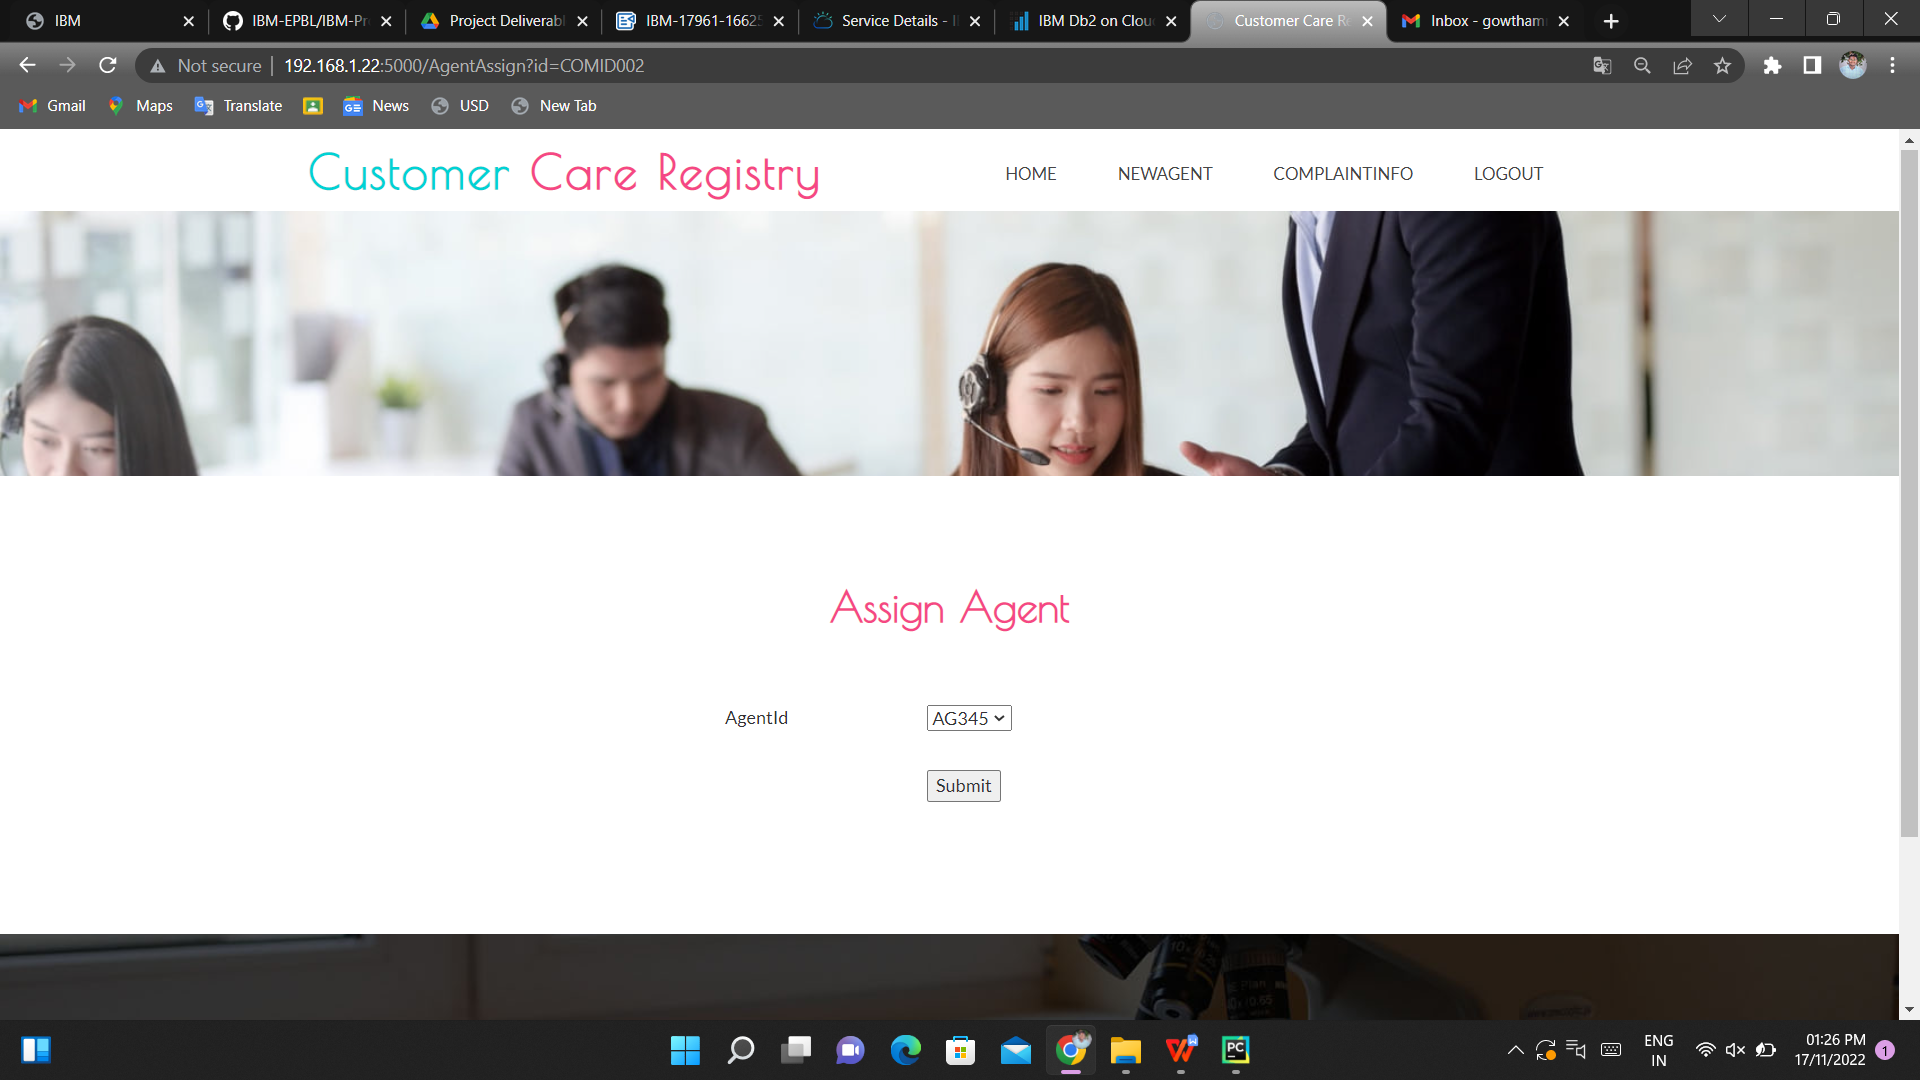 IBM
IBM-EPBL/IBM-Pr
Project Deliverabl
IBM-17961-16625
Service Details - I
IBM Db2 on Clou
Customer Care R
Inbox - gowtham
Not secure
192.168.1.22:5000/AgentAssign?id=COMID002
Gmail
Maps
Translate
News
USD
New Tab
Customer Care Registry
HOME
NEWAGENT
COMPLAINTINFO
LOGOUT
Assign Agent
AgentId
AG345
Submit
ENG
IN
01:26 PM
17/11/2022
1